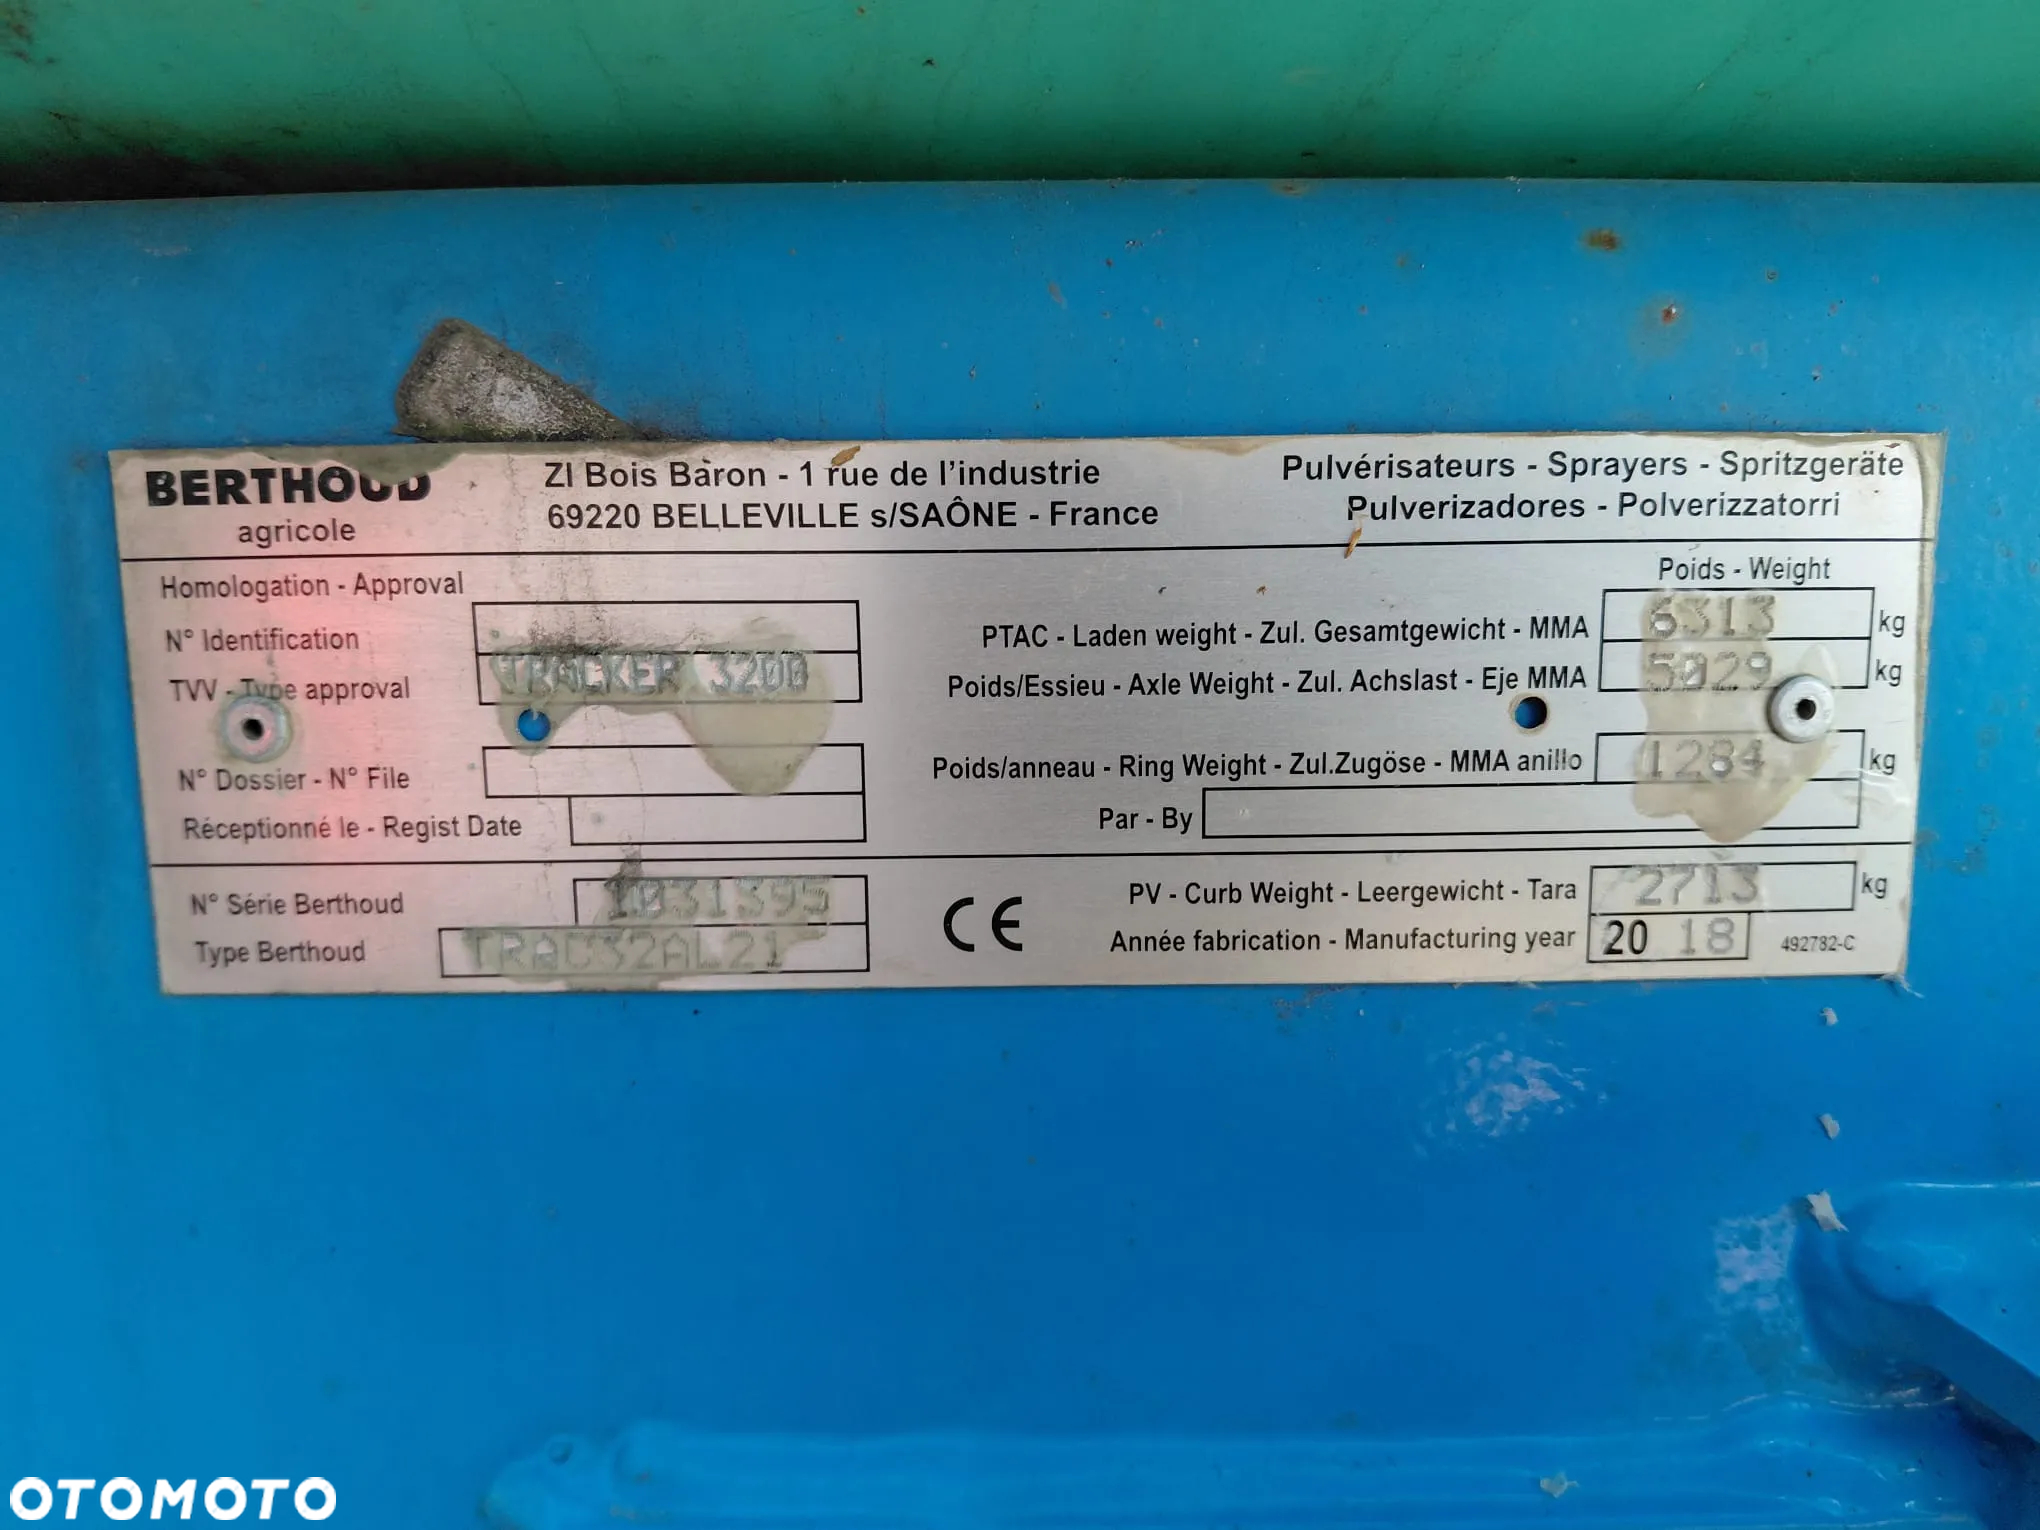 BERTHOUD
agricole
ZI Bois Baron - 1 rue de l'industrie
69220 BELLEVILLE s/SAÔNE - France
Pulvérisateurs - Sprayers - Spritzgeräte
Pulverizadores - Polverizzatorri
Homologation - Approval
N° Identification
TVV - Type approval TRACKER 3200
N° Dossier - N° File
Réceptionné le - Regist Date
Poids - Weight
PTAC - Laden weight - Zul. Gesamtgewicht - MMA 6313 kg
Poids/Essieu - Axle Weight - Zul. Achslast - Eje MMA 5029 kg
Poids/anneau - Ring Weight - Zul.Zugöse - MMA anillo 1284 kg
Par - By
N° Série Berthoud 1031395
Type Berthoud TRAC32AL21
CE
PV - Curb Weight - Leergewicht - Tara 2713 kg
Année fabrication - Manufacturing year 20 18
492782-C
OTOMOTO